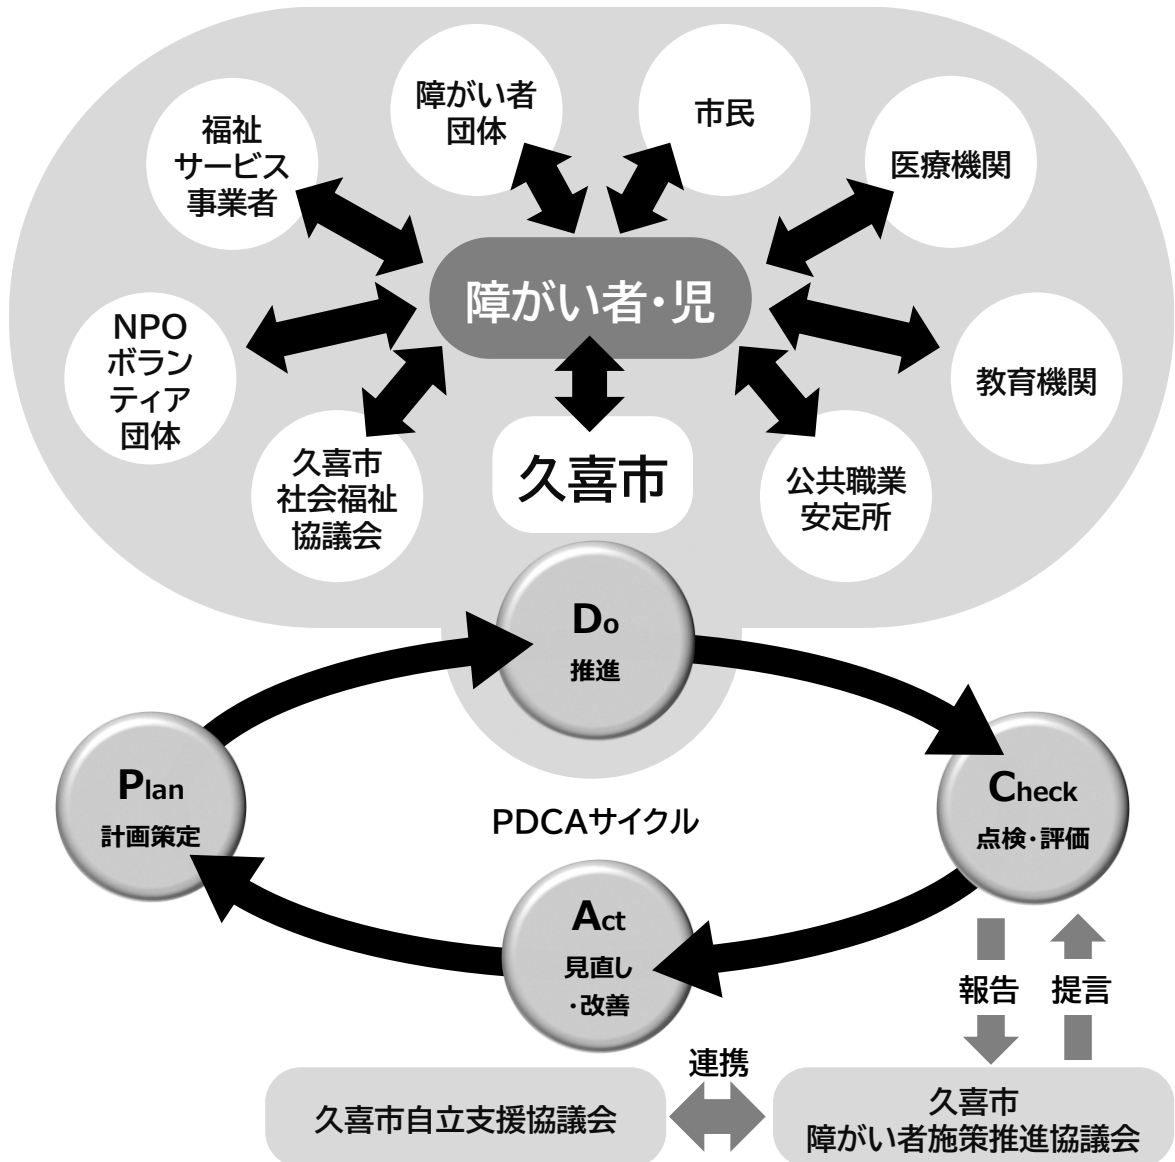 障がい者
団体
市民
福祉
サービス
事業者
医療機関
障がい者・児
NPO
ボラン
ティア
団体
教育機関
久喜市
社会福祉
協議会
久喜市
公共職業
安定所
Do
推進
Plan
計画策定
PDCAサイクル
Check
点検・評価
Act
見直し
・改善
報告
提言
連携
久喜市自立支援協議会
久喜市
障がい者施策推進協議会